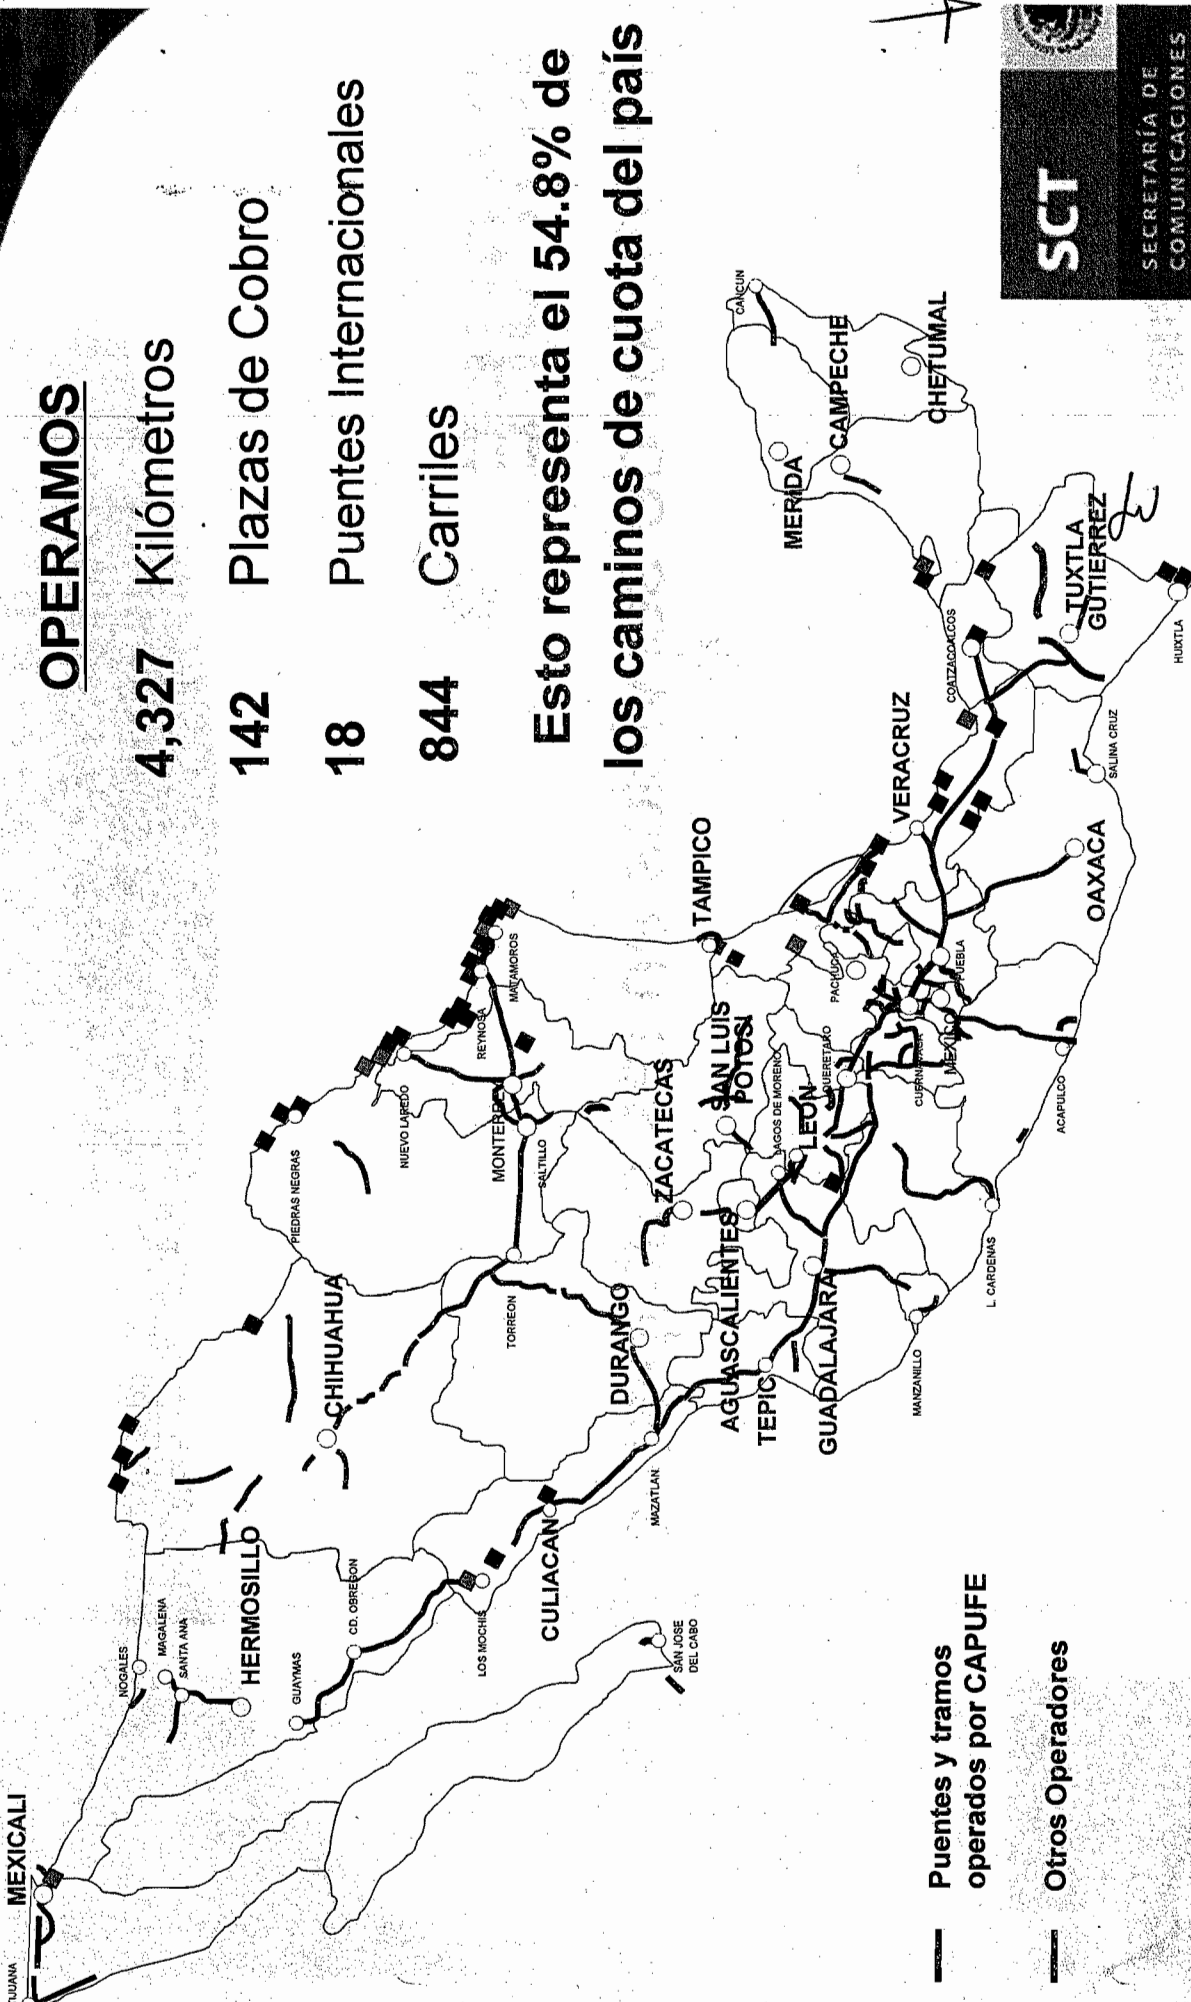 OPERAMOS
4,327 Kilómetros
142 Plazas de Cobro
18 Puentes Internacionales
844 Carriles
Esto representa el 54.8% de
los caminos de cuota del país
MEXICALI
NOGALES
MAGALENA
SANTA ANA
HERMOSILLO
GUAYMAS
CD. OBREGON
LOS MOCHIS
CULIACAN
SAN JOSE
DEL CABO
MAZATLAN
CHIHUAHUA
PIEDRAS NEGRAS
NUEVO LAREDO
REYNOSA
MATAMOROS
MONTERREY
SALTILLO
TORREON
DURANGO
ZACATECAS
SAN LUIS
POTOSI
TAMPICO
AGUASCALIENTES
LAGOS DE MORENO
LEON
QUERETARO
PACHUCA
TEPIC
GUADALAJARA
MANZANILLO
L. CARDENAS
CUERNAVACA
MEXICO
PUEBLA
ACAPULCO
VERACRUZ
OAXACA
SALINA CRUZ
COATZACOALCOS
TUXTLA
GUTIERREZ
HUIXTLA
MERIDA
CAMPECHE
CANCUN
CHETUMAL
Puentes y tramos
operados por CAPUFE
Otros Operadores
SCT
SECRETARÍA DE
COMUNICACIONES